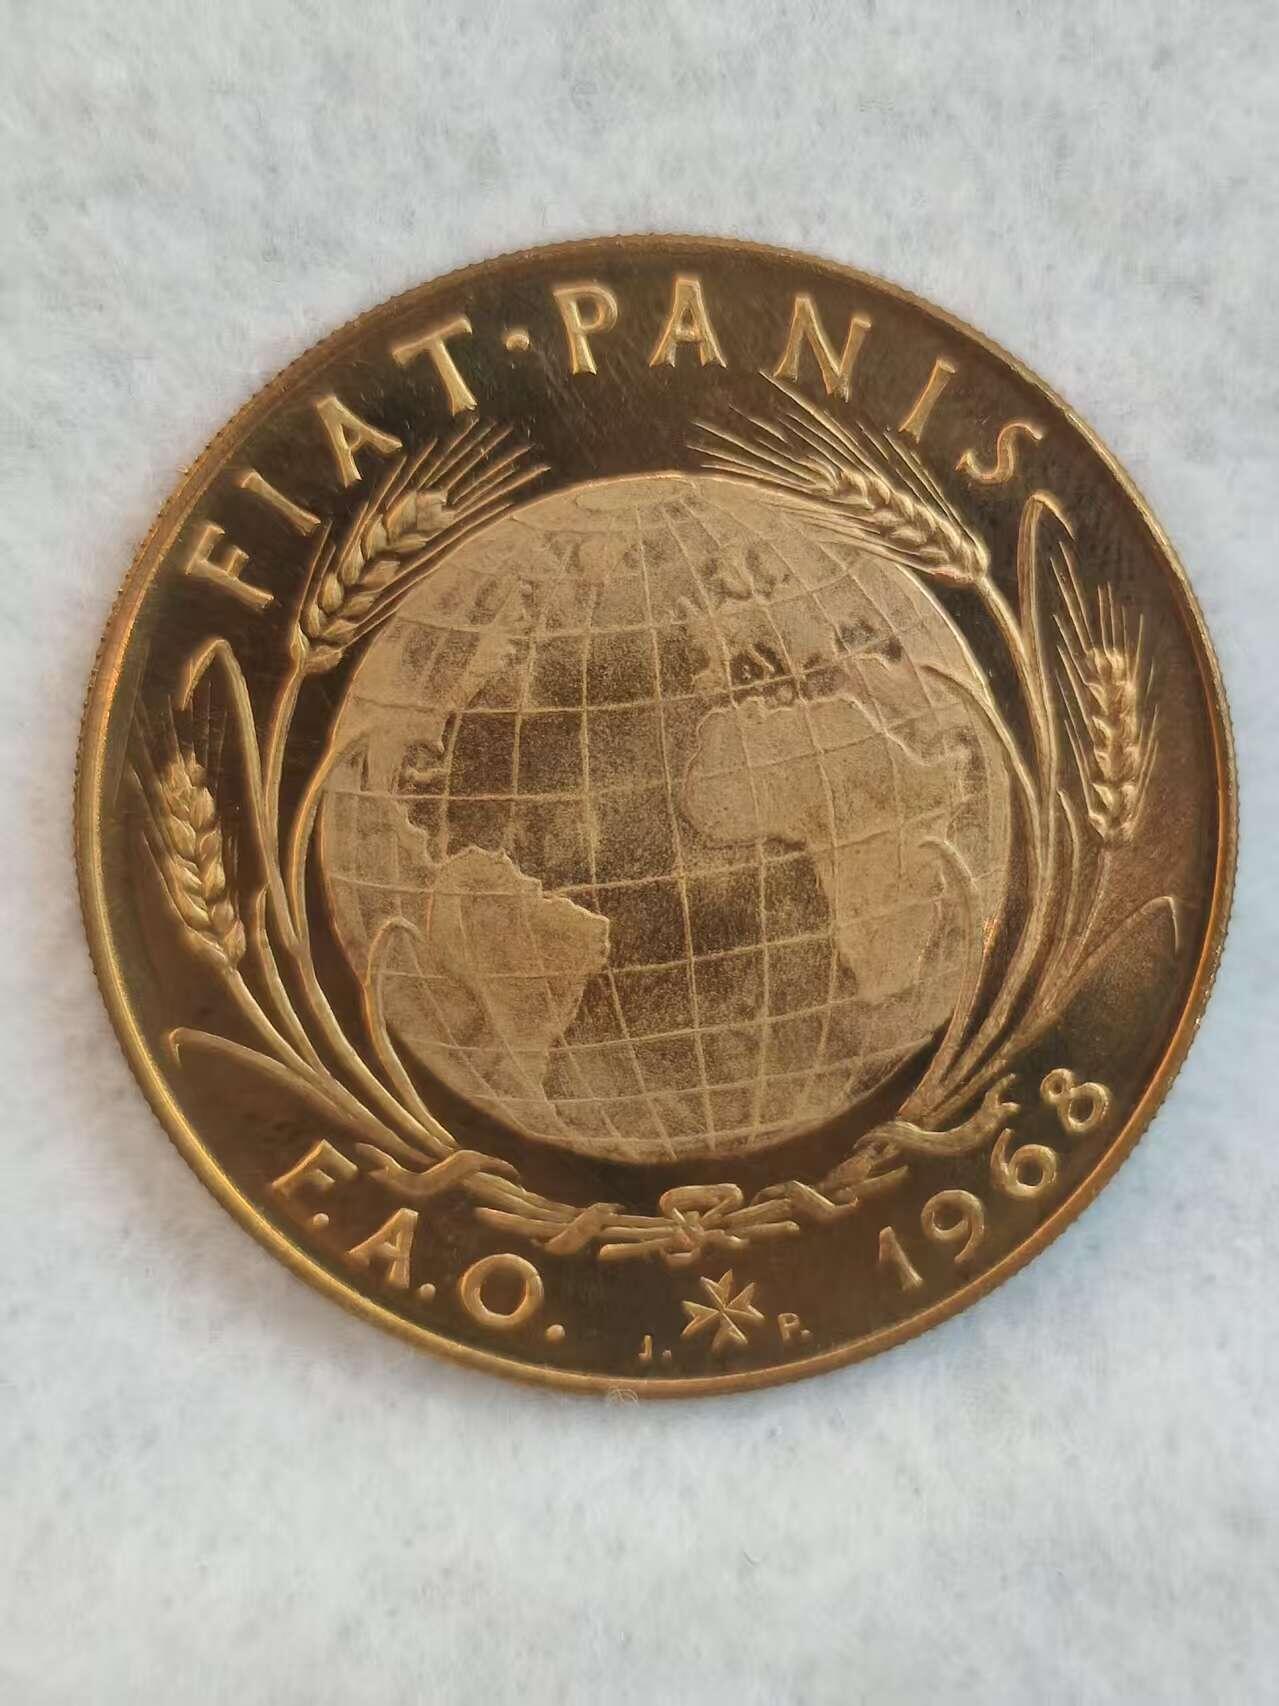 FIAT·PANIS
F.A.O.
J. P.
1968